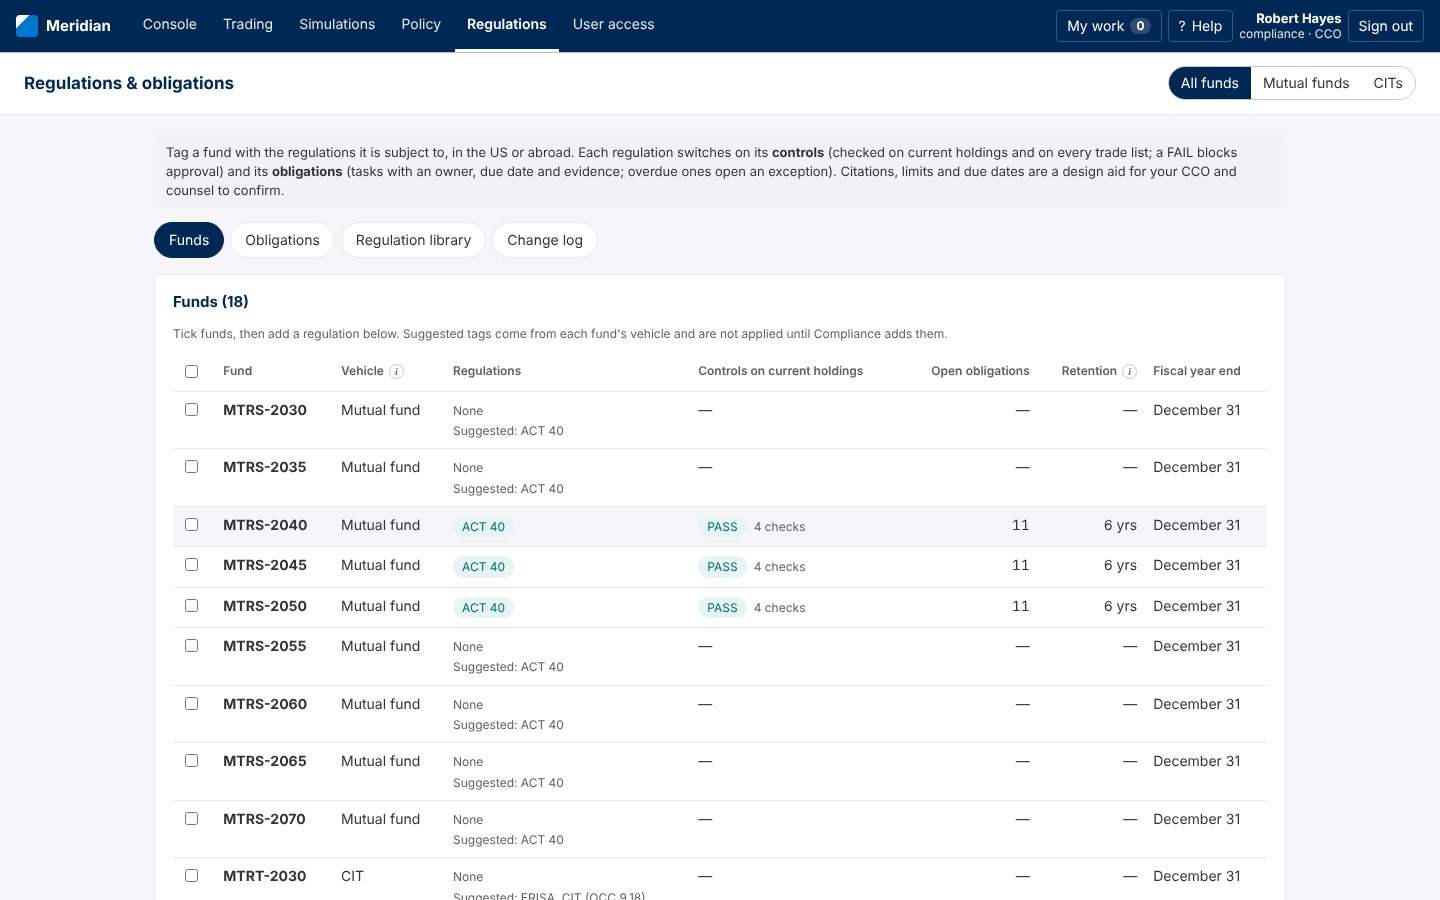 Meridian Console Trading Simulations Policy Regulations User access My work 0 ? Help Robert Hayes Sign out
compliance · CCO
Regulations & obligations All funds Mutual funds CITs
Tag a fund with the regulations it is subject to, in the US or abroad. Each regulation switches on its controls (checked on current holdings and on every trade list; a FAIL blocks
approval) and its obligations (tasks with an owner, due date and evidence; overdue ones open an exception). Citations, limits and due dates are a design aid for your CCO and
counsel to confirm.
Funds Obligations Regulation library Change log
Funds (18)
Tick funds, then add a regulation below. Suggested tags come from each fund's vehicle and are not applied until Compliance adds them.
Fund Vehicle i Regulations Controls on current holdings Open obligations Retention i Fiscal year end
MTRS-2030 Mutual fund None — — — December 31
Suggested: ACT 40
MTRS-2035 Mutual fund None — — — December 31
Suggested: ACT 40
MTRS-2040 Mutual fund ACT 40 PASS 4 checks 11 6 yrs December 31
MTRS-2045 Mutual fund ACT 40 PASS 4 checks 11 6 yrs December 31
MTRS-2050 Mutual fund ACT 40 PASS 4 checks 11 6 yrs December 31
MTRS-2055 Mutual fund None — — — December 31
Suggested: ACT 40
MTRS-2060 Mutual fund None — — — December 31
Suggested: ACT 40
MTRS-2065 Mutual fund None — — — December 31
Suggested: ACT 40
MTRS-2070 Mutual fund None — — — December 31
Suggested: ACT 40
MTRT-2030 CIT None — — — December 31
Suggested: ERISA, CIT (OCC 9.18)